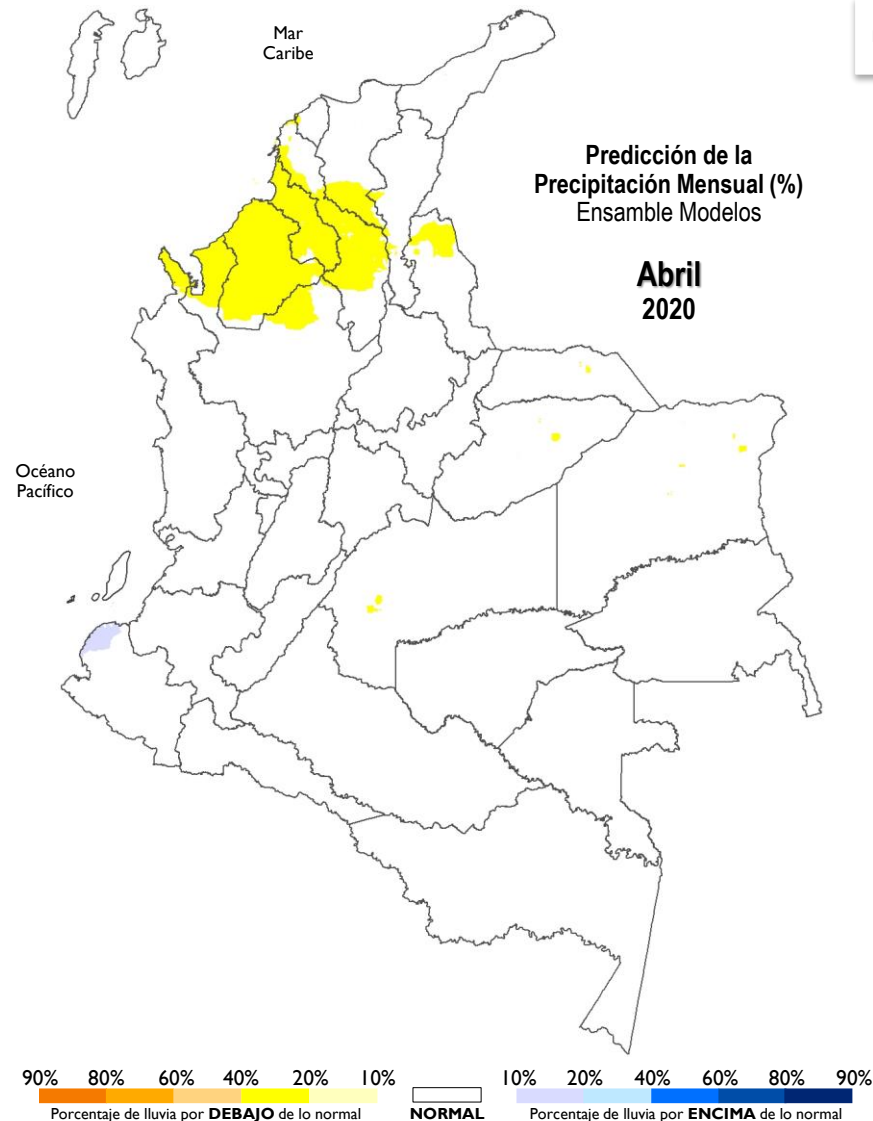 Mar
Caribe
Predicción de la
Precipitación Mensual (%)
Ensamble Modelos
Abril
2020
Océano
Pacífico
90% 80% 60% 40% 20% 10% 10% 20% 40% 60% 80% 90%
Porcentaje de lluvia por DEBAJO de lo normal NORMAL Porcentaje de lluvia por ENCIMA de lo normal